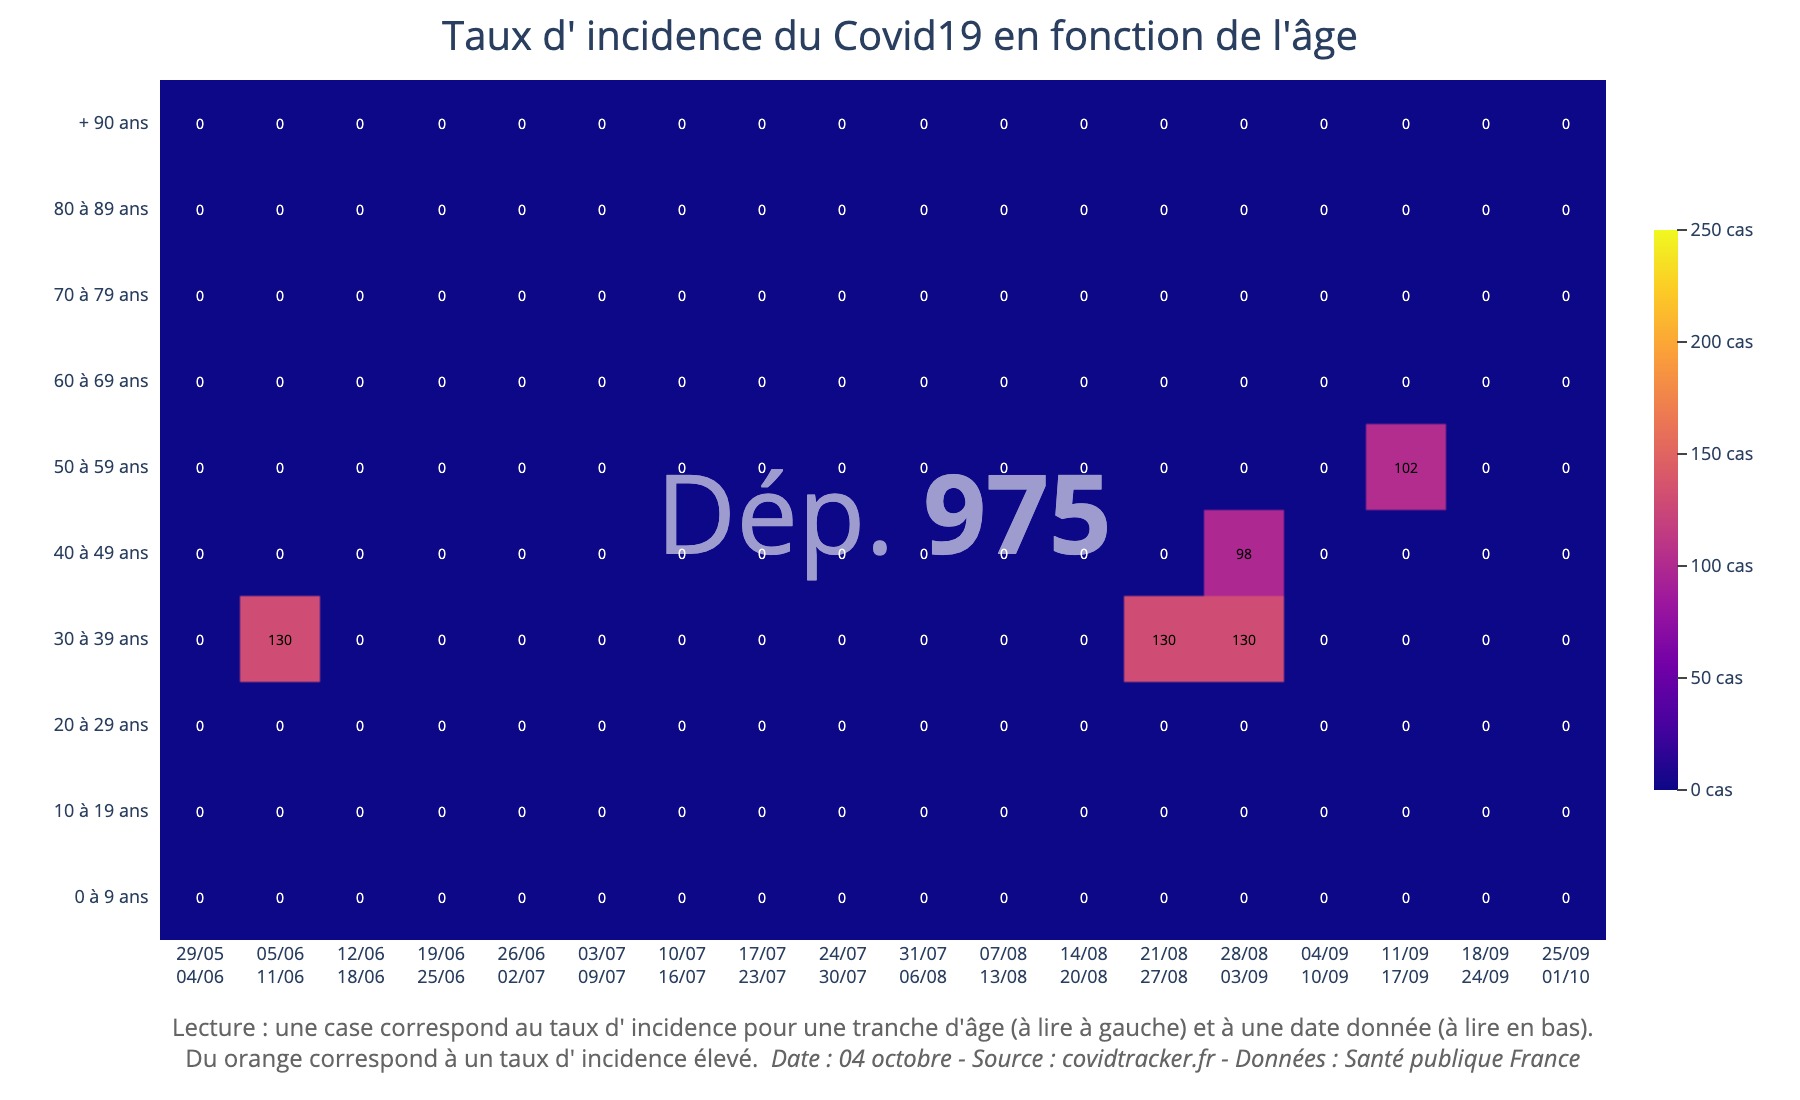 Taux d' incidence du Covid19 en fonction de l'âge
+ 90 ans 0 0 0 0 0 0 0 0 0 0 0 0 0 0 0 0 0 0
80 à 89 ans 0 0 0 0 0 0 0 0 0 0 0 0 0 0 0 0 0 0
70 à 79 ans 0 0 0 0 0 0 0 0 0 0 0 0 0 0 0 0 0 0
60 à 69 ans 0 0 0 0 0 0 0 0 0 0 0 0 0 0 0 0 0 0
50 à 59 ans 0 0 0 0 0 0 0 0 0 0 0 0 0 0 0 102 0 0
Dép. 975
40 à 49 ans 0 0 0 0 0 0 0 0 0 0 0 0 0 98 0 0 0 0
30 à 39 ans 0 130 0 0 0 0 0 0 0 0 0 0 130 130 0 0 0 0
20 à 29 ans 0 0 0 0 0 0 0 0 0 0 0 0 0 0 0 0 0 0
10 à 19 ans 0 0 0 0 0 0 0 0 0 0 0 0 0 0 0 0 0 0
0 à 9 ans 0 0 0 0 0 0 0 0 0 0 0 0 0 0 0 0 0 0
29/05 05/06 12/06 19/06 26/06 03/07 10/07 17/07 24/07 31/07 07/08 14/08 21/08 28/08 04/09 11/09 18/09 25/09
04/06 11/06 18/06 25/06 02/07 09/07 16/07 23/07 30/07 06/08 13/08 20/08 27/08 03/09 10/09 17/09 24/09 01/10
250 cas
200 cas
150 cas
100 cas
50 cas
0 cas
Lecture : une case correspond au taux d' incidence pour une tranche d'âge (à lire à gauche) et à une date donnée (à lire en bas).
Du orange correspond à un taux d' incidence élevé. Date : 04 octobre - Source : covidtracker.fr - Données : Santé publique France